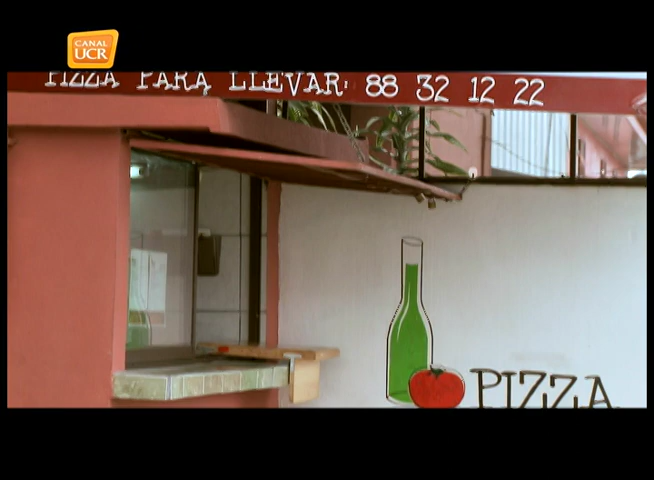 CANAL
UCR
PIZZA PARA LLEVAR: 88 32 12 22
PIZZA